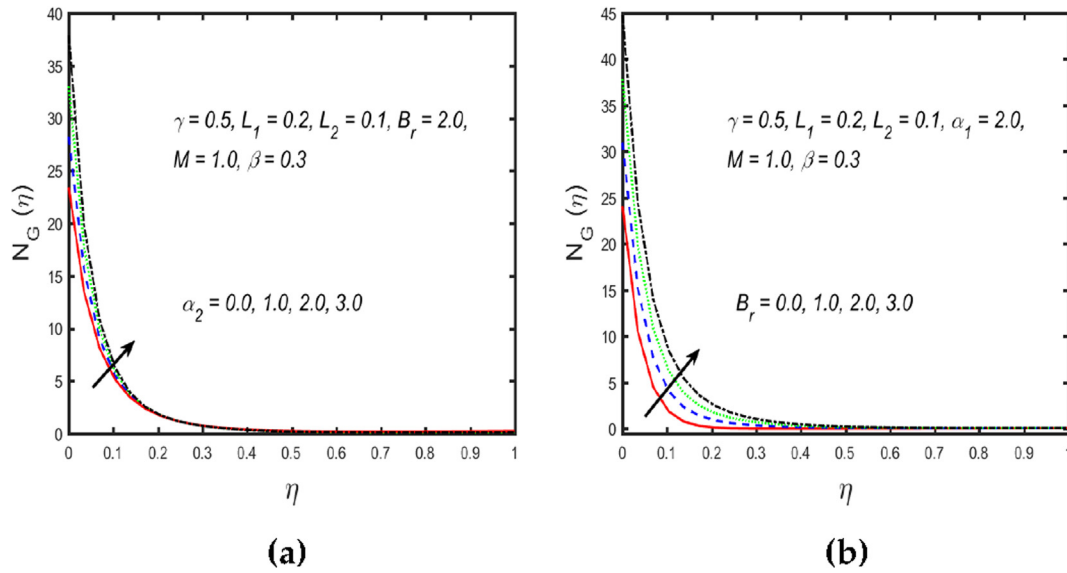 40
35
30
25
20
15
10
5
0
N_G (η)
γ = 0.5, L_1 = 0.2, L_2 = 0.1, B_r = 2.0,
M = 1.0, β = 0.3
α_2 = 0.0, 1.0, 2.0, 3.0
0 0.1 0.2 0.3 0.4 0.5 0.6 0.7 0.8 0.9 1
η
(a)
45
40
35
30
25
20
15
10
5
0
N_G (η)
γ = 0.5, L_1 = 0.2, L_2 = 0.1, α_1 = 2.0,
M = 1.0, β = 0.3
B_r = 0.0, 1.0, 2.0, 3.0
0 0.1 0.2 0.3 0.4 0.5 0.6 0.7 0.8 0.9
η
(b)